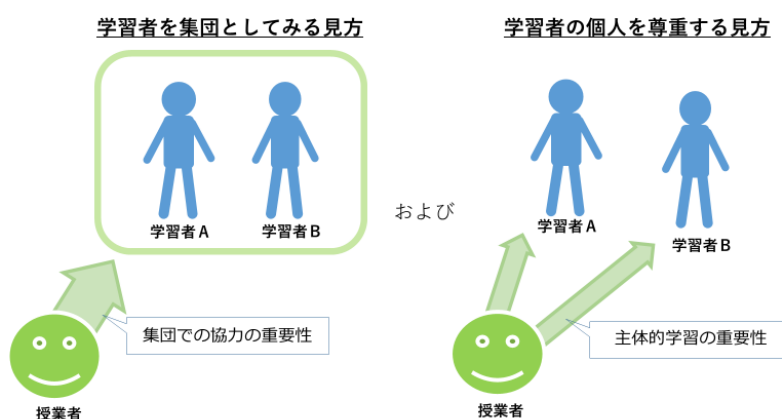 学習者を集団としてみる見方
学習者A
学習者B
集団での協力の重要性
授業者
および
学習者の個人を尊重する見方
学習者A
学習者B
主体的学習の重要性
授業者